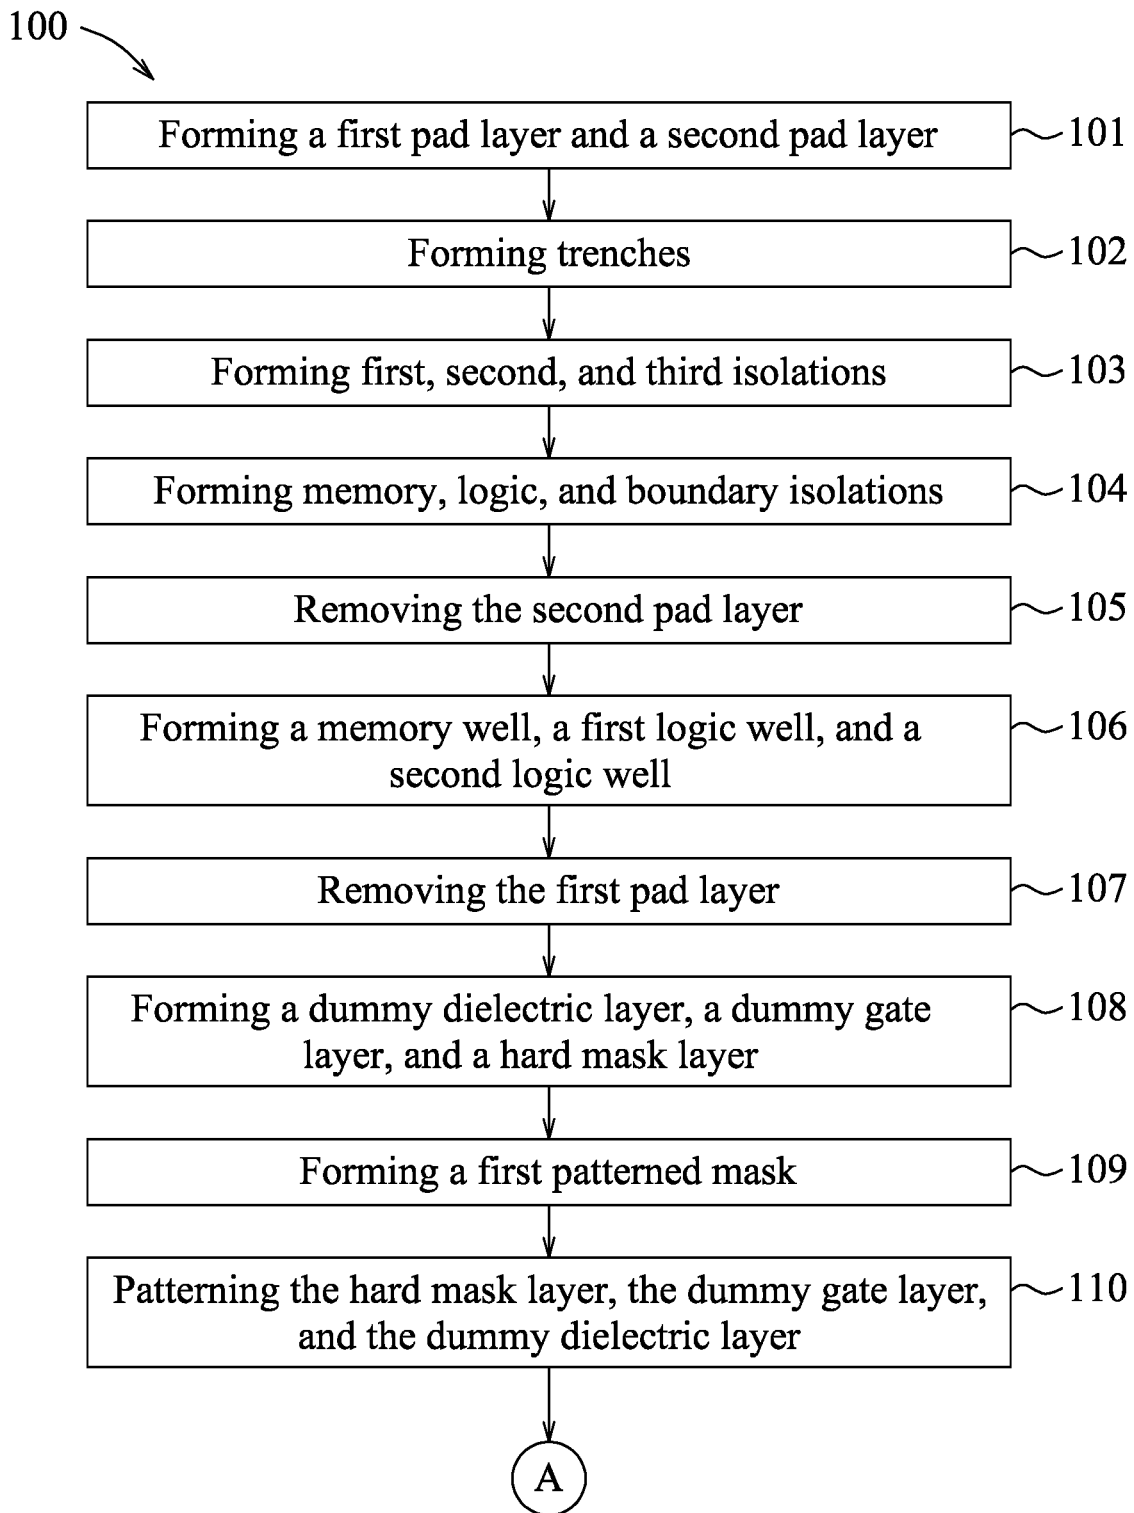 100
Forming a first pad layer and a second pad layer
101
Forming trenches
102
Forming first, second, and third isolations
103
Forming memory, logic, and boundary isolations
104
Removing the second pad layer
105
Forming a memory well, a first logic well, and a
second logic well
106
Removing the first pad layer
107
Forming a dummy dielectric layer, a dummy gate
layer, and a hard mask layer
108
Forming a first patterned mask
109
Patterning the hard mask layer, the dummy gate layer,
and the dummy dielectric layer
110
A